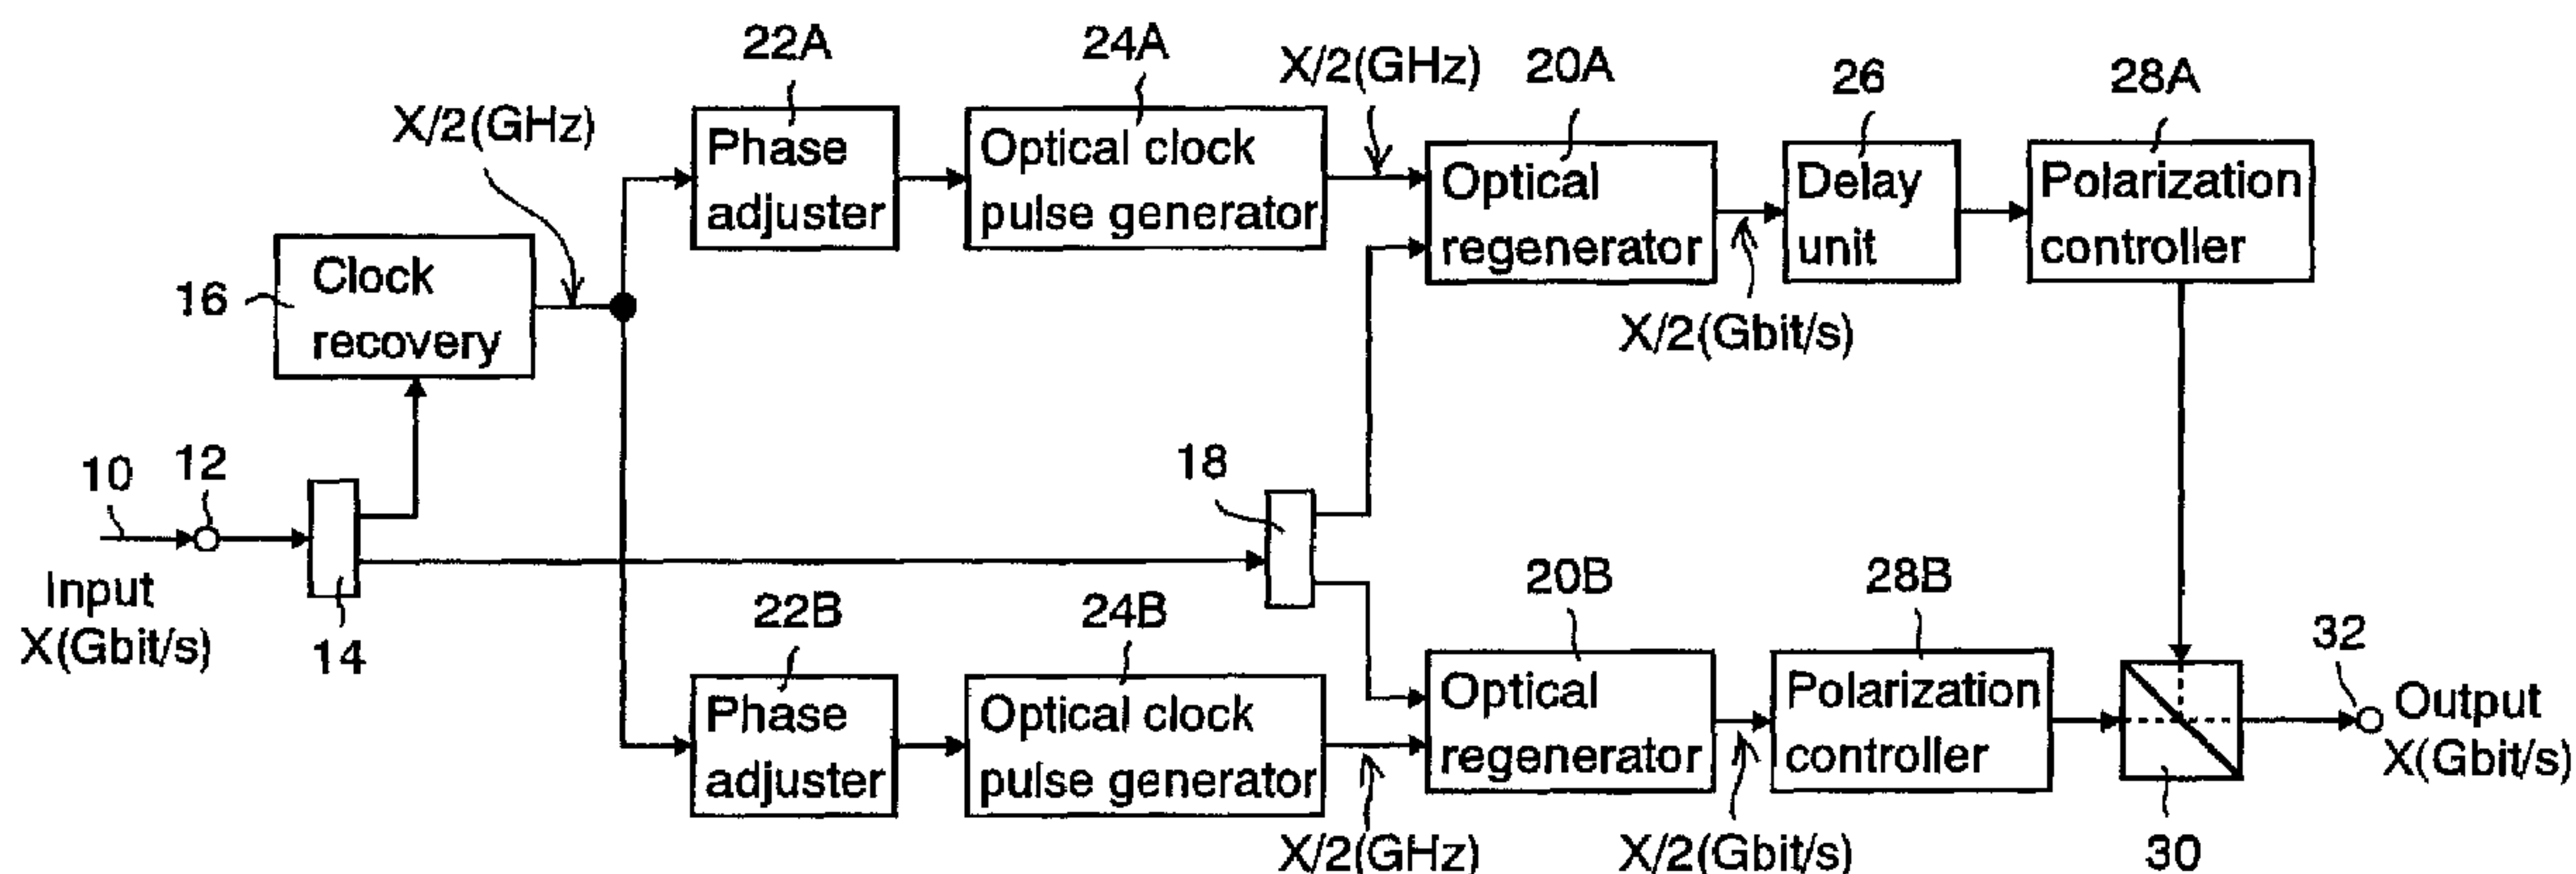 22A
24A
X/2(GHz)
20A
26
28A
X/2(GHz)
Phase
adjuster
Optical clock
pulse generator
Optical
regenerator
Delay
unit
Polarization
controller
16
Clock
recovery
X/2(Gbit/s)
10
12
18
Input
X(Gbit/s)
14
22B
24B
20B
28B
32
Phase
adjuster
Optical clock
pulse generator
Optical
regenerator
Polarization
controller
Output
X(Gbit/s)
X/2(GHz)
X/2(Gbit/s)
30